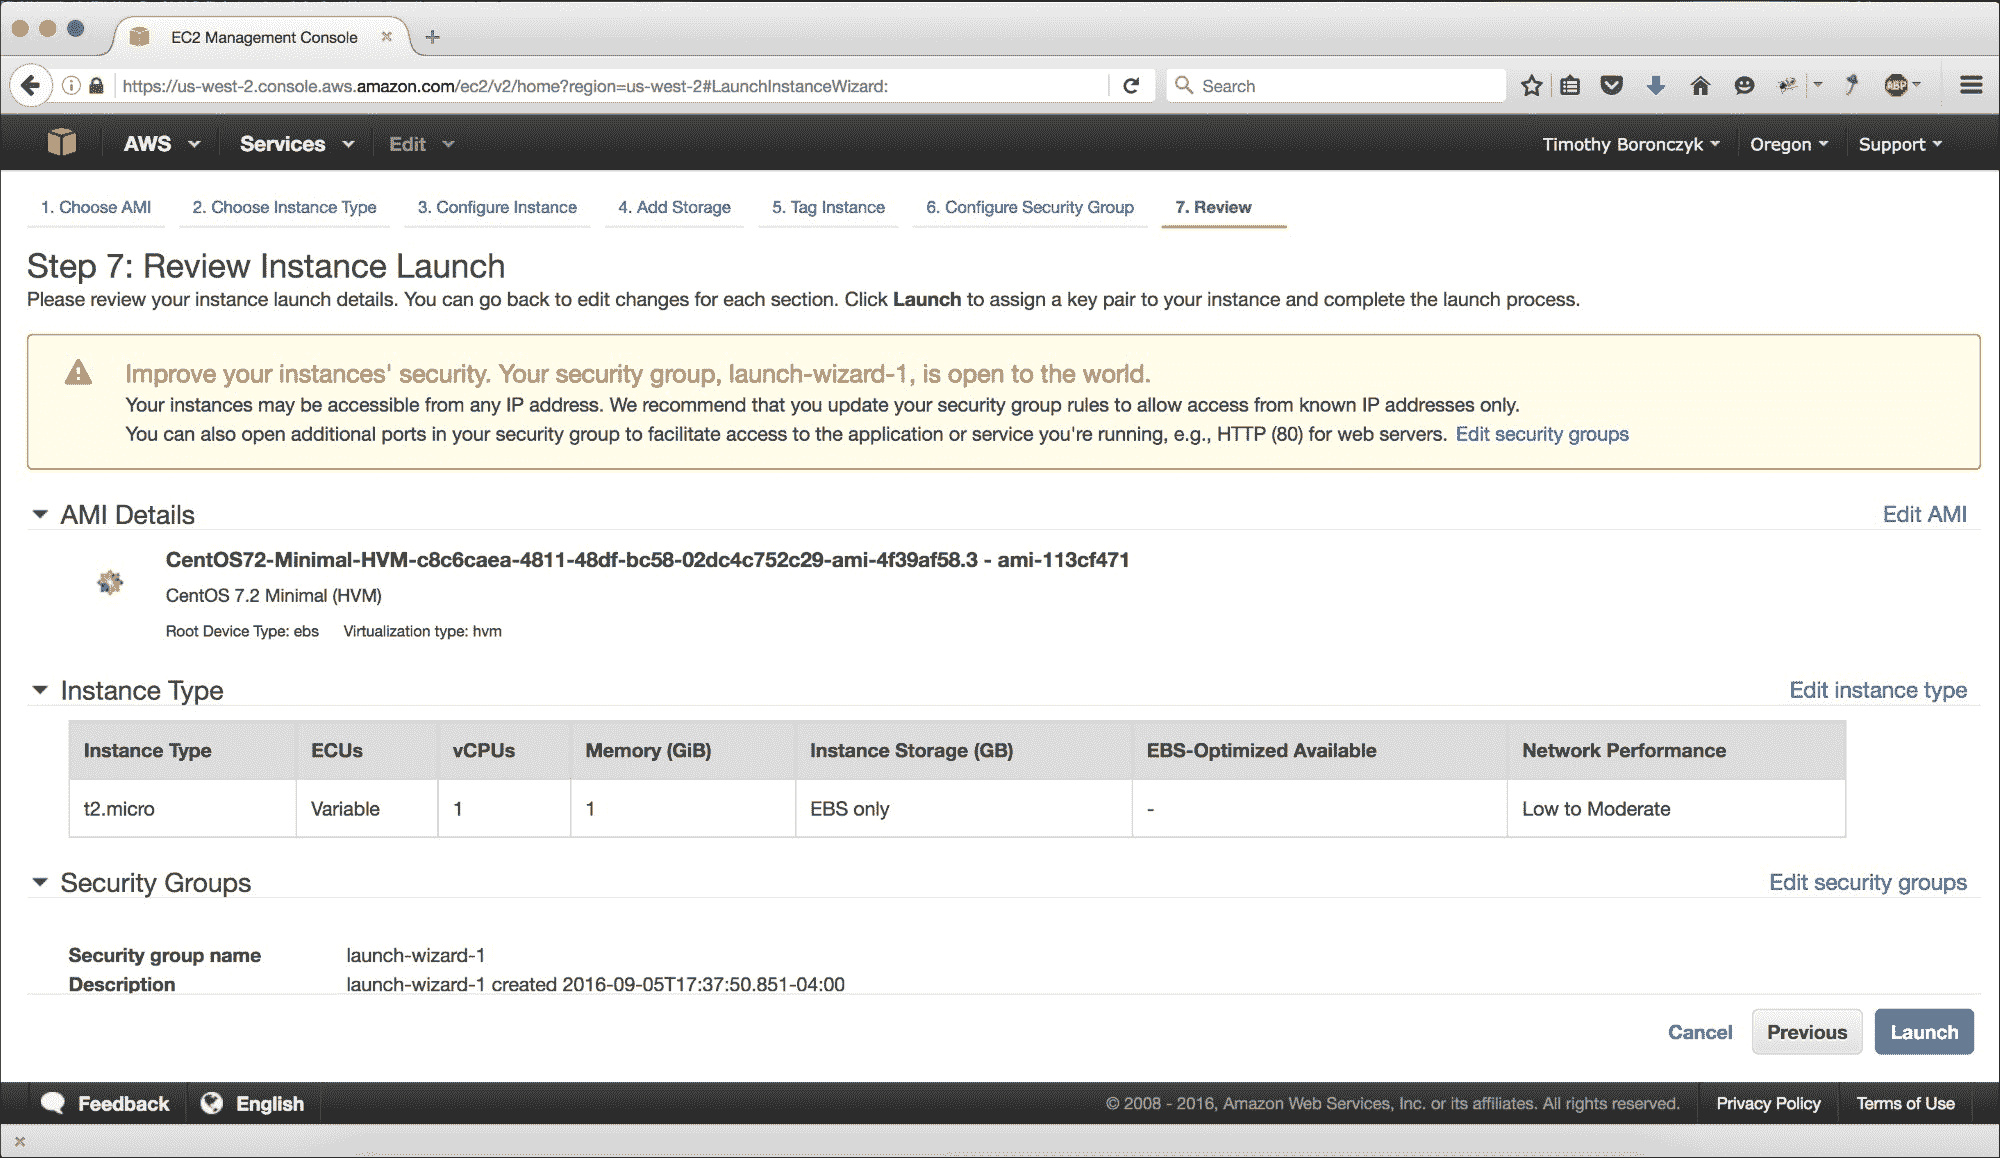 EC2 Management Console
https://us-west-2.console.aws.amazon.com/ec2/v2/home?region=us-west-2#LaunchInstanceWizard:
Search
ABP
AWS Services Edit Timothy Boronczyk Oregon Support
1. Choose AMI 2. Choose Instance Type 3. Configure Instance 4. Add Storage 5. Tag Instance 6. Configure Security Group 7. Review
Step 7: Review Instance Launch
Please review your instance launch details. You can go back to edit changes for each section. Click Launch to assign a key pair to your instance and complete the launch process.
Improve your instances' security. Your security group, launch-wizard-1, is open to the world.
Your instances may be accessible from any IP address. We recommend that you update your security group rules to allow access from known IP addresses only.
You can also open additional ports in your security group to facilitate access to the application or service you're running, e.g., HTTP (80) for web servers. Edit security groups
AMI Details Edit AMI
CentOS72-Minimal-HVM-c8c6caea-4811-48df-bc58-02dc4c752c29-ami-4f39af58.3 - ami-113cf471
CentOS 7.2 Minimal (HVM)
Root Device Type: ebs Virtualization type: hvm
Instance Type Edit instance type
Instance Type ECUs vCPUs Memory (GiB) Instance Storage (GB) EBS-Optimized Available Network Performance
t2.micro Variable 1 1 EBS only - Low to Moderate
Security Groups Edit security groups
Security group name launch-wizard-1
Description launch-wizard-1 created 2016-09-05T17:37:50.851-04:00
Cancel Previous Launch
Feedback English © 2008 - 2016, Amazon Web Services, Inc. or its affiliates. All rights reserved. Privacy Policy Terms of Use